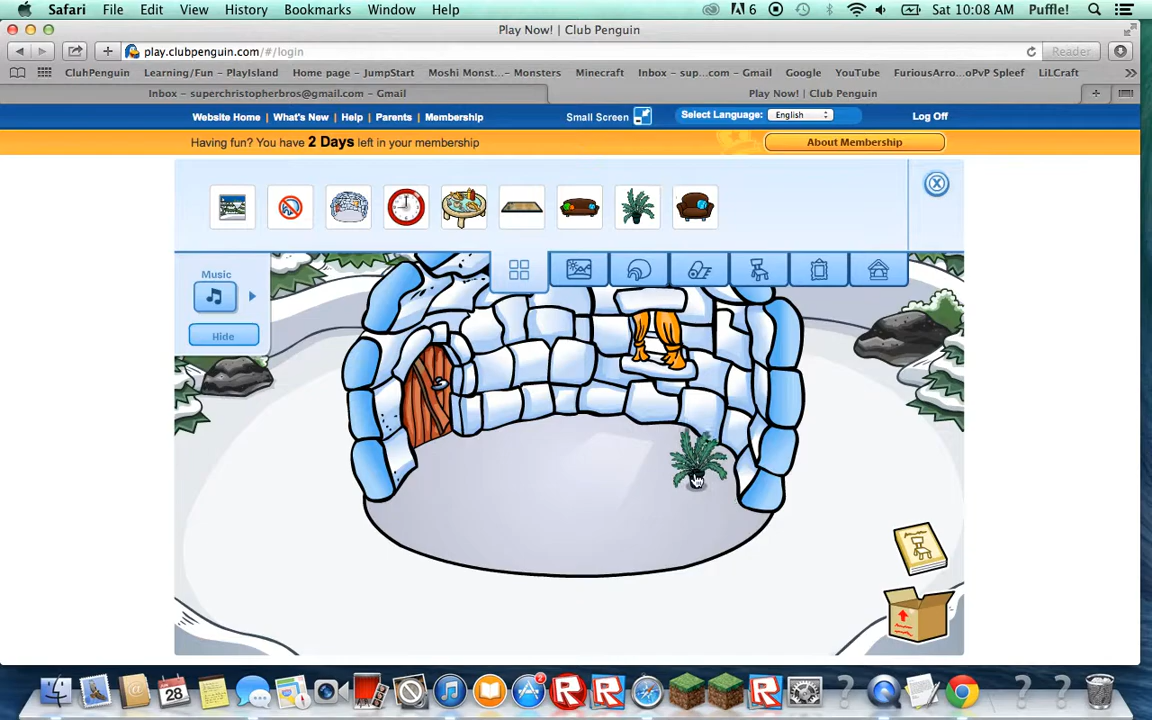 Safari File Edit View History Bookmarks Window Help 6 Sat 10:08 AM Puffle!
Play Now! | Club Penguin
play.clubpenguin.com/#/login Reader
ClubPenguin Learning/Fun - PlayIsland Home page - JumpStart Moshi Monst...- Monsters Minecraft Inbox – sup...com – Gmail Google YouTube FuriousArro...oPvP Spleef LilCraft
Inbox – superchristopherbros@gmail.com – Gmail Play Now! | Club Penguin
Website Home | What's New | Help | Parents | Membership Small Screen Select Language: English Log Off
Having fun? You have 2 Days left in your membership About Membership
Music
Hide
28
2